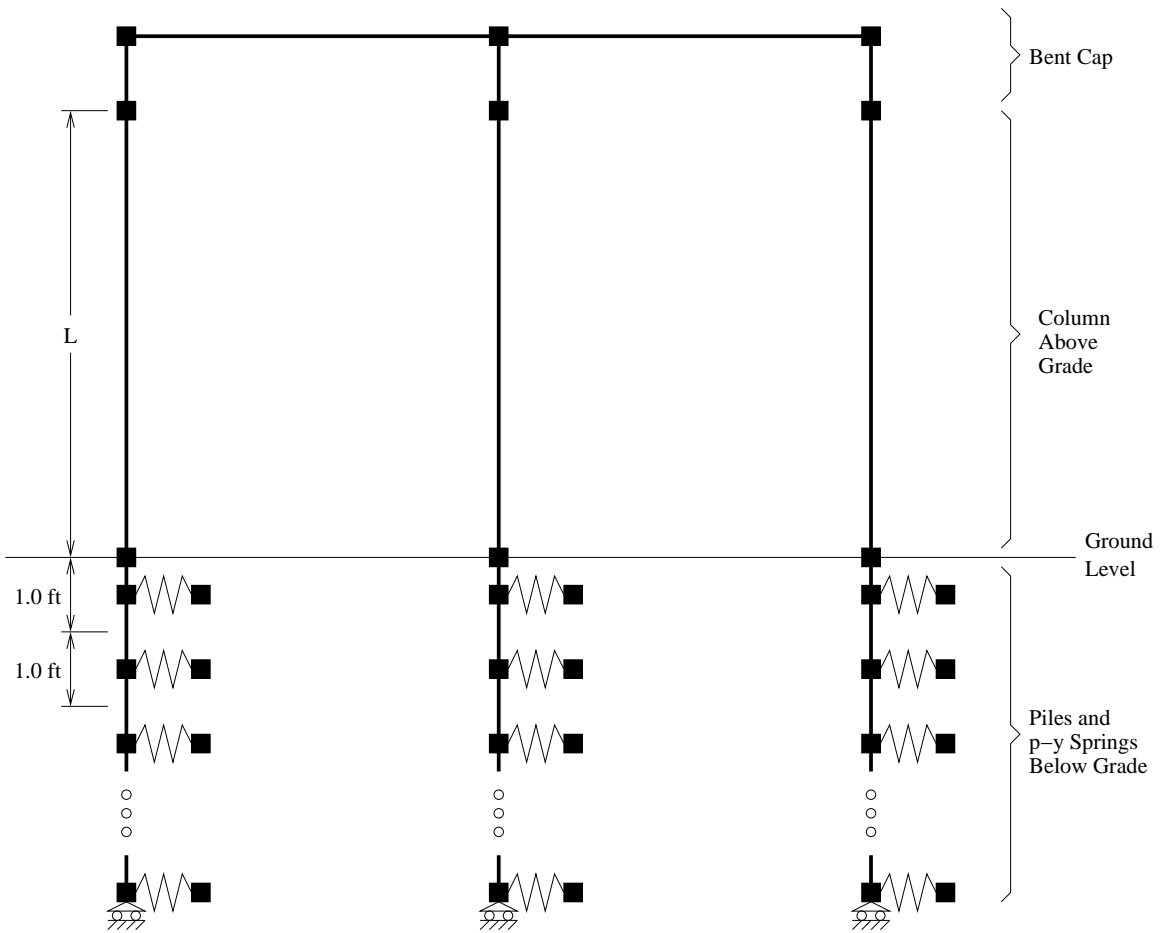 Bent Cap
L
Column
Above
Grade
Ground
Level
1.0 ft
1.0 ft
Piles and
p−y Springs
Below Grade